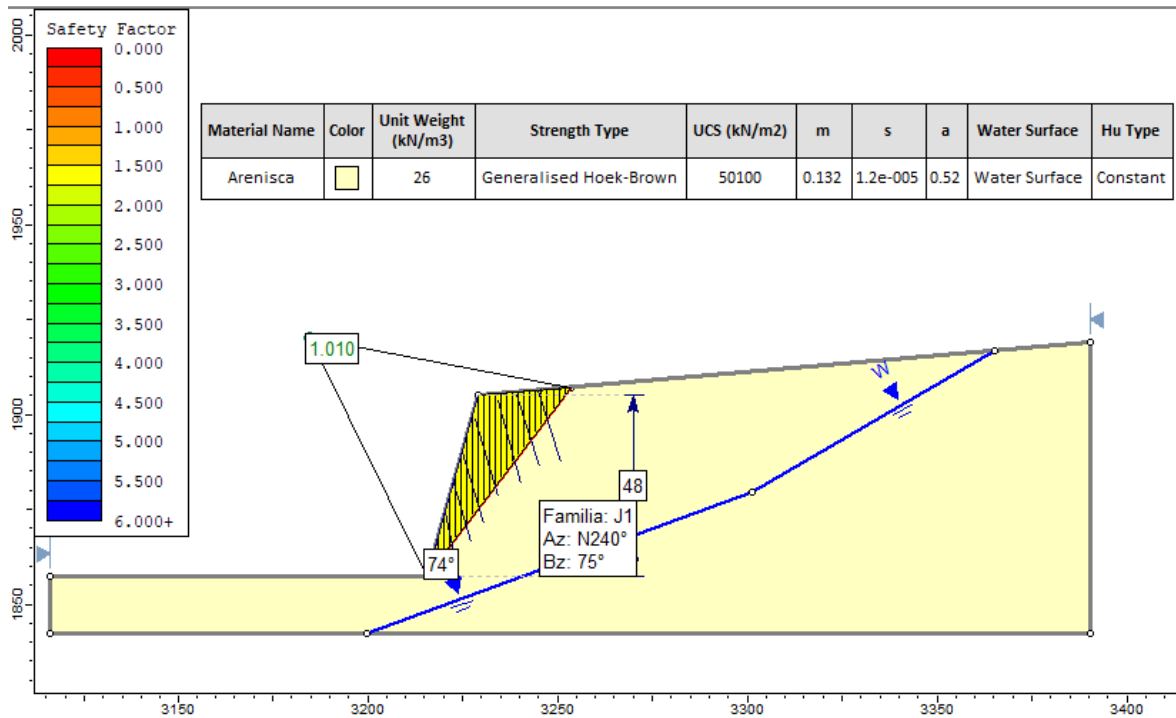 Safety Factor
0.000
0.500
1.000
1.500
2.000
2.500
3.000
3.500
4.000
4.500
5.000
5.500
6.000+
Material Name Color Unit Weight (kN/m3) Strength Type UCS (kN/m2) m s a Water Surface Hu Type
Arenisca 26 Generalised Hoek-Brown 50100 0.132 1.2e-005 0.52 Water Surface Constant
2000
1950
1900
1850
1.010
W
48
Familia: J1
Az: N240°
Bz: 75°
74°
3150 3200 3250 3300 3350 3400